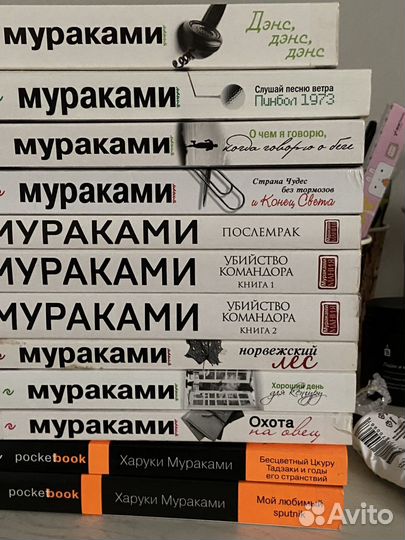 мураками
Дэнс, дэнс,
дэнс
мураками
Слушай песню ветра
Пинбол 1973
мураками
О чем я говорю,
когда говорю о беге
мураками
Страна Чудес
без тормозов
и Конец Света
МУРАКАМИ
ПОСЛЕМРАК
МУРАКАМИ
УБИЙСТВО
КОМАНДОРА
КНИГА 1
МУРАКАМИ
УБИЙСТВО
КОМАНДОРА
КНИГА 2
мураками
норвежский
лес
мураками
Хороший день
для кенгуру
мураками
Охота
на овец
pocketbook
Харуки Мураками
Бесцветный Цкуру
Тадзаки и годы
его странствий
pocketbook
Харуки Мураками
Мой любимый
sputnik
Avito